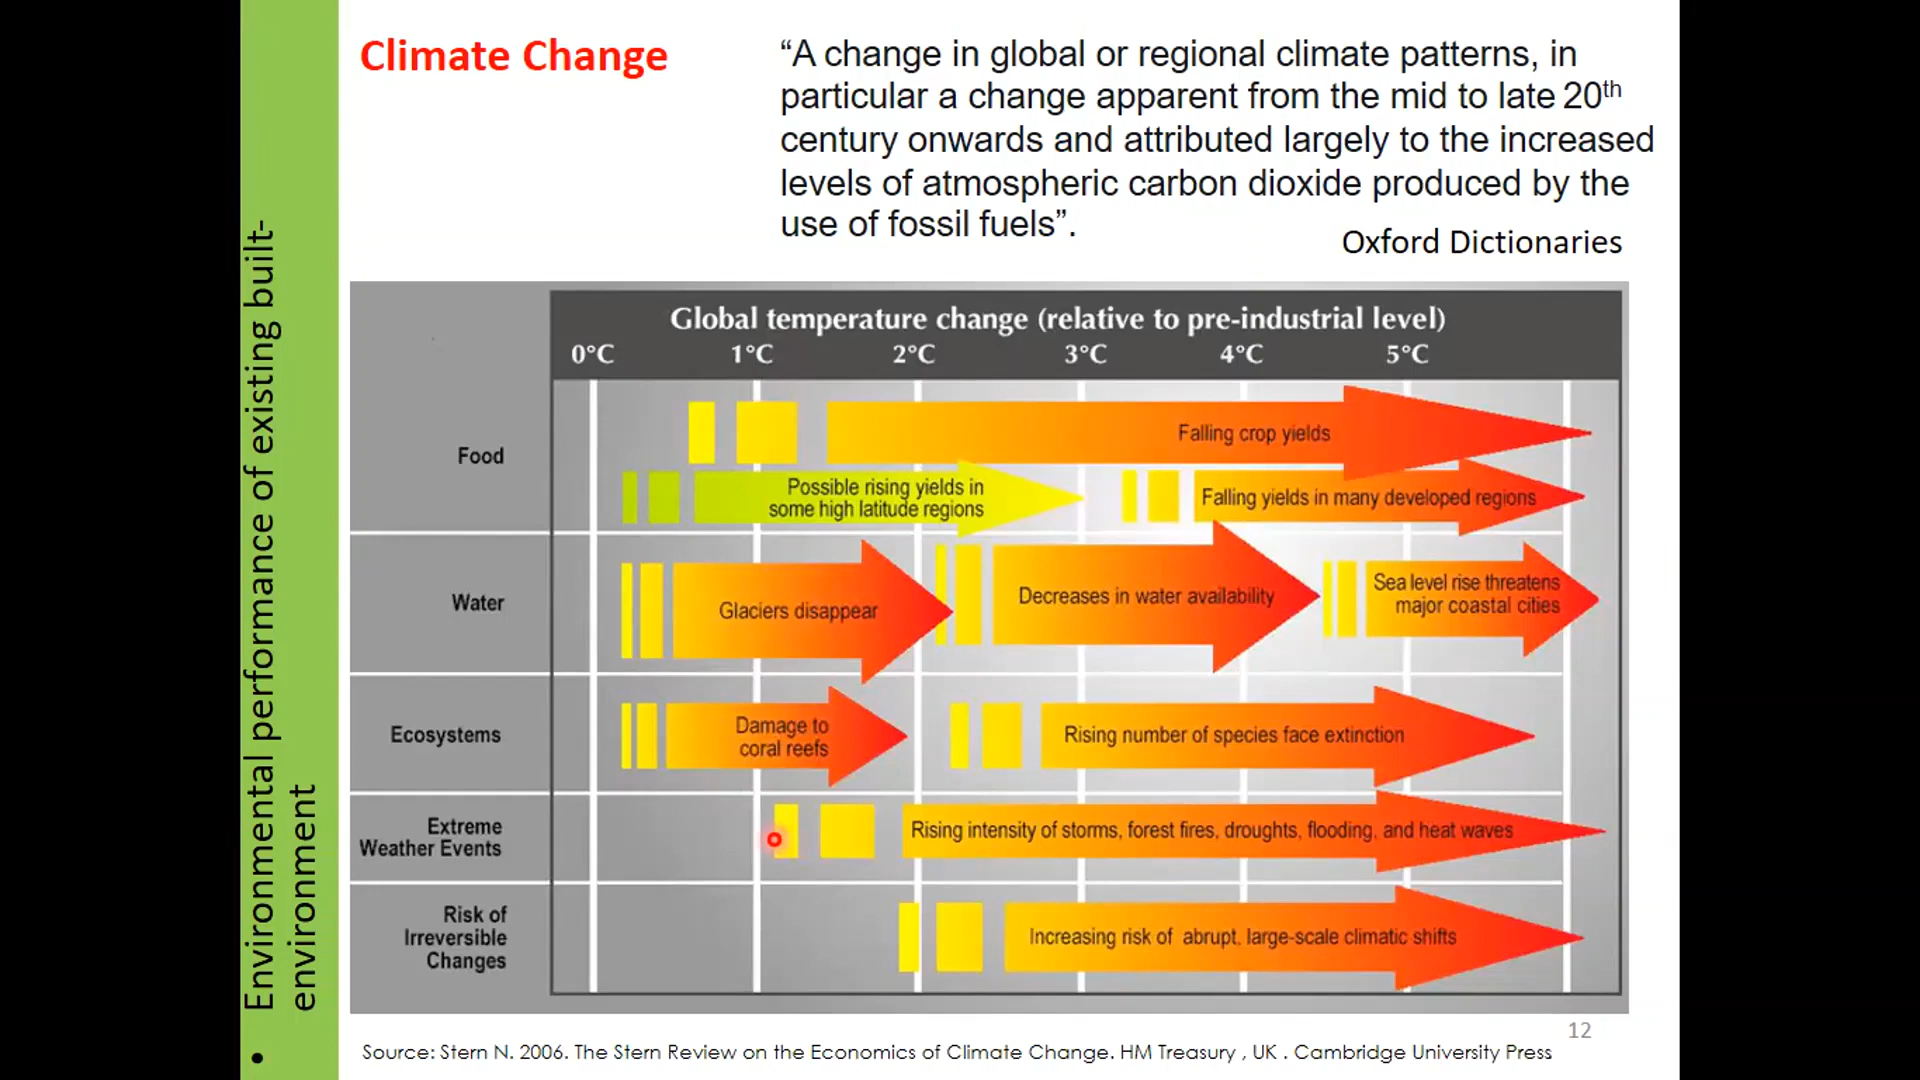 Climate Change
“A change in global or regional climate patterns, in
particular a change apparent from the mid to late 20th
century onwards and attributed largely to the increased
levels of atmospheric carbon dioxide produced by the
use of fossil fuels”.
Oxford Dictionaries
• Environmental performance of existing built-
environment
Global temperature change (relative to pre-industrial level)
0°C 1°C 2°C 3°C 4°C 5°C
Food
Falling crop yields
Possible rising yields in
some high latitude regions
Falling yields in many developed regions
Water
Glaciers disappear
Decreases in water availability
Sea level rise threatens
major coastal cities
Ecosystems
Damage to
coral reefs
Rising number of species face extinction
Extreme
Weather Events
Rising intensity of storms, forest fires, droughts, flooding, and heat waves
Risk of
Irreversible
Changes
Increasing risk of abrupt, large-scale climatic shifts
12
Source: Stern N. 2006. The Stern Review on the Economics of Climate Change. HM Treasury , UK . Cambridge University Press